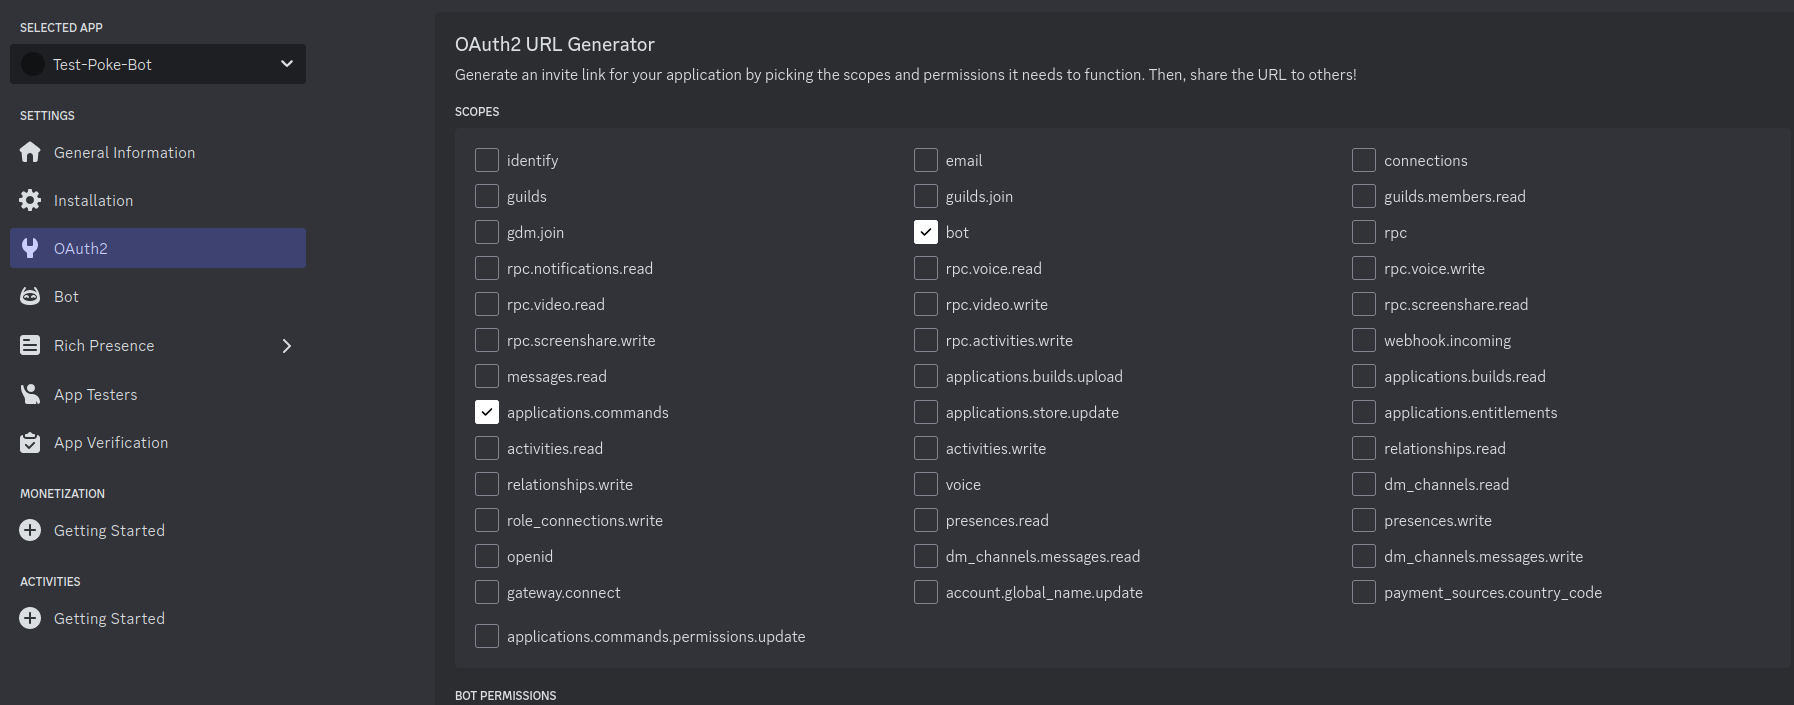 SELECTED APP
Test-Poke-Bot
SETTINGS
General Information
Installation
OAuth2
Bot
Rich Presence
App Testers
App Verification
MONETIZATION
Getting Started
ACTIVITIES
Getting Started
OAuth2 URL Generator
Generate an invite link for your application by picking the scopes and permissions it needs to function. Then, share the URL to others!
SCOPES
identify email connections
guilds guilds.join guilds.members.read
gdm.join bot rpc
rpc.notifications.read rpc.voice.read rpc.voice.write
rpc.video.read rpc.video.write rpc.screenshare.read
rpc.screenshare.write rpc.activities.write webhook.incoming
messages.read applications.builds.upload applications.builds.read
applications.commands applications.store.update applications.entitlements
activities.read activities.write relationships.read
relationships.write voice dm_channels.read
role_connections.write presences.read presences.write
openid dm_channels.messages.read dm_channels.messages.write
gateway.connect account.global_name.update payment_sources.country_code
applications.commands.permissions.update
BOT PERMISSIONS